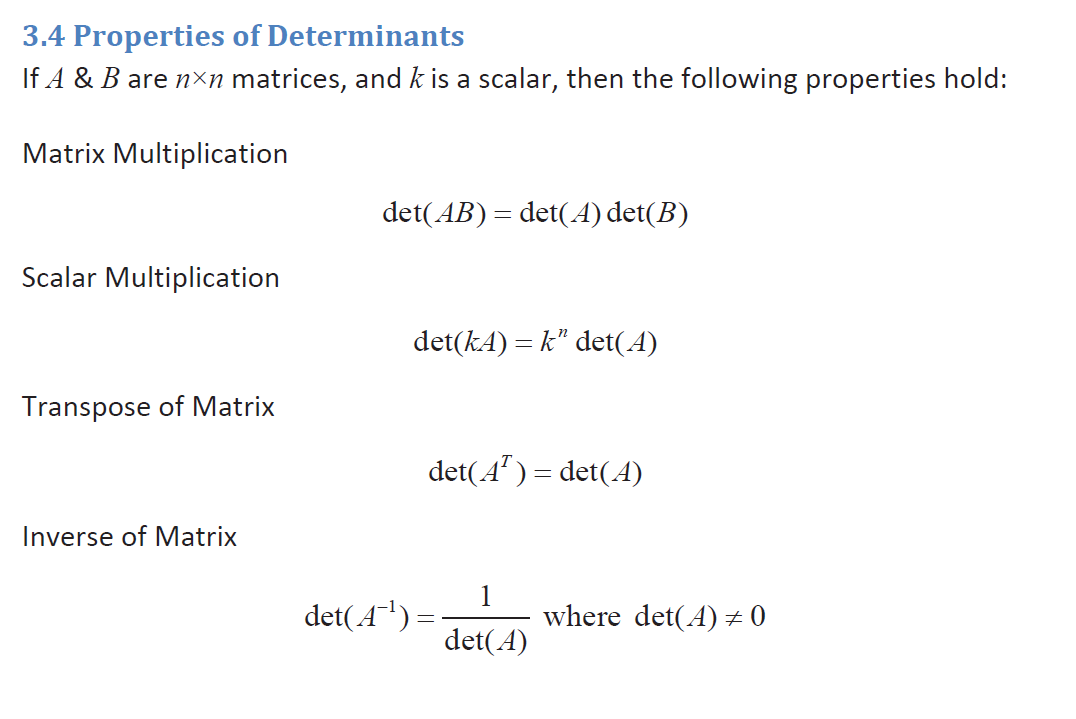 3.4 Properties of Determinants
If A & B are n×n matrices, and k is a scalar, then the following properties hold:
Matrix Multiplication
det(AB) = det(A) det(B)
Scalar Multiplication
det(kA) = kⁿ det(A)
Transpose of Matrix
det(Aᵀ) = det(A)
Inverse of Matrix
det(A⁻¹) = 1/det(A) where det(A) ≠ 0